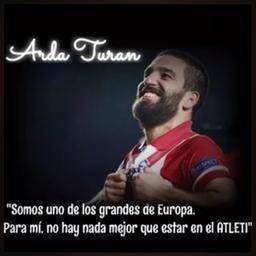 Arda Turan
"Somos uno de los grandes de Europa.
Para mí, no hay nada mejor que estar en el ATLETI"